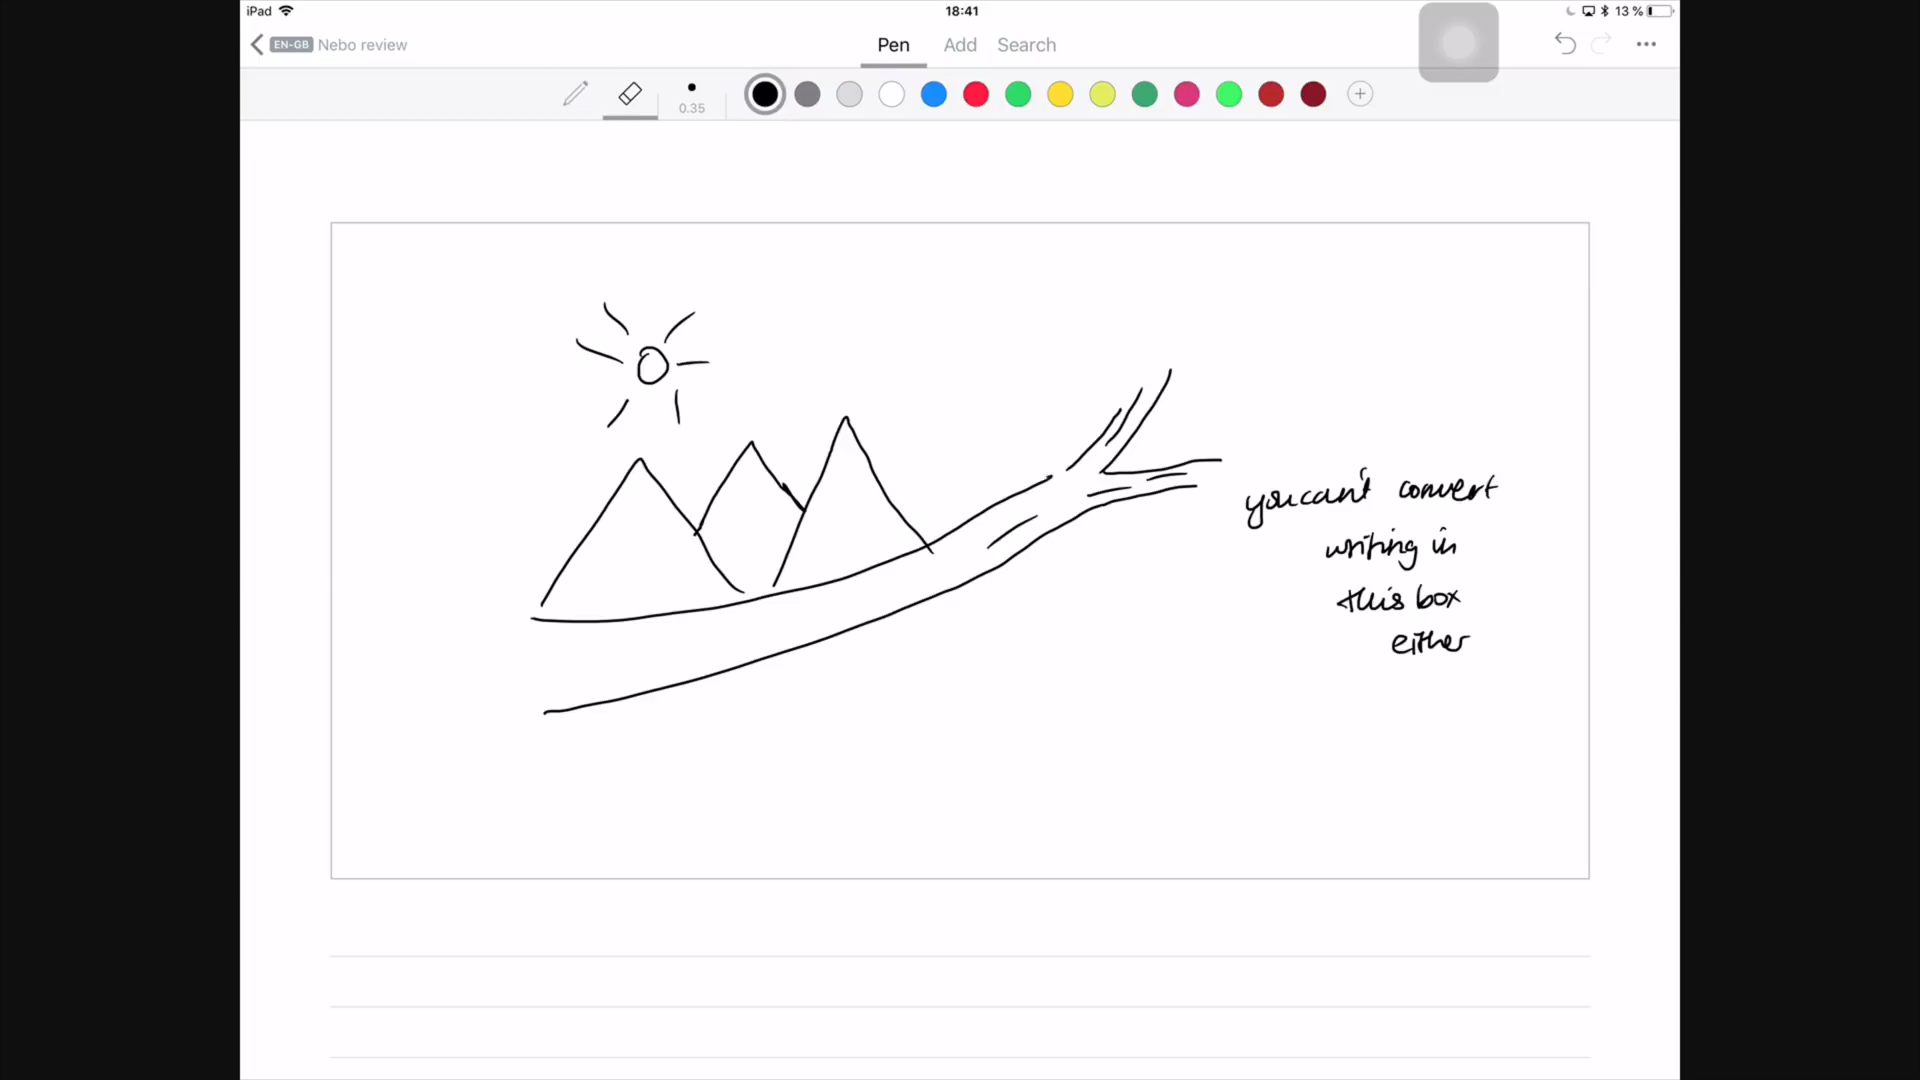 iPad 18:41 13 %
EN-GB Nebo review Pen Add Search
0.35
you can't convert
writing in
this box
either